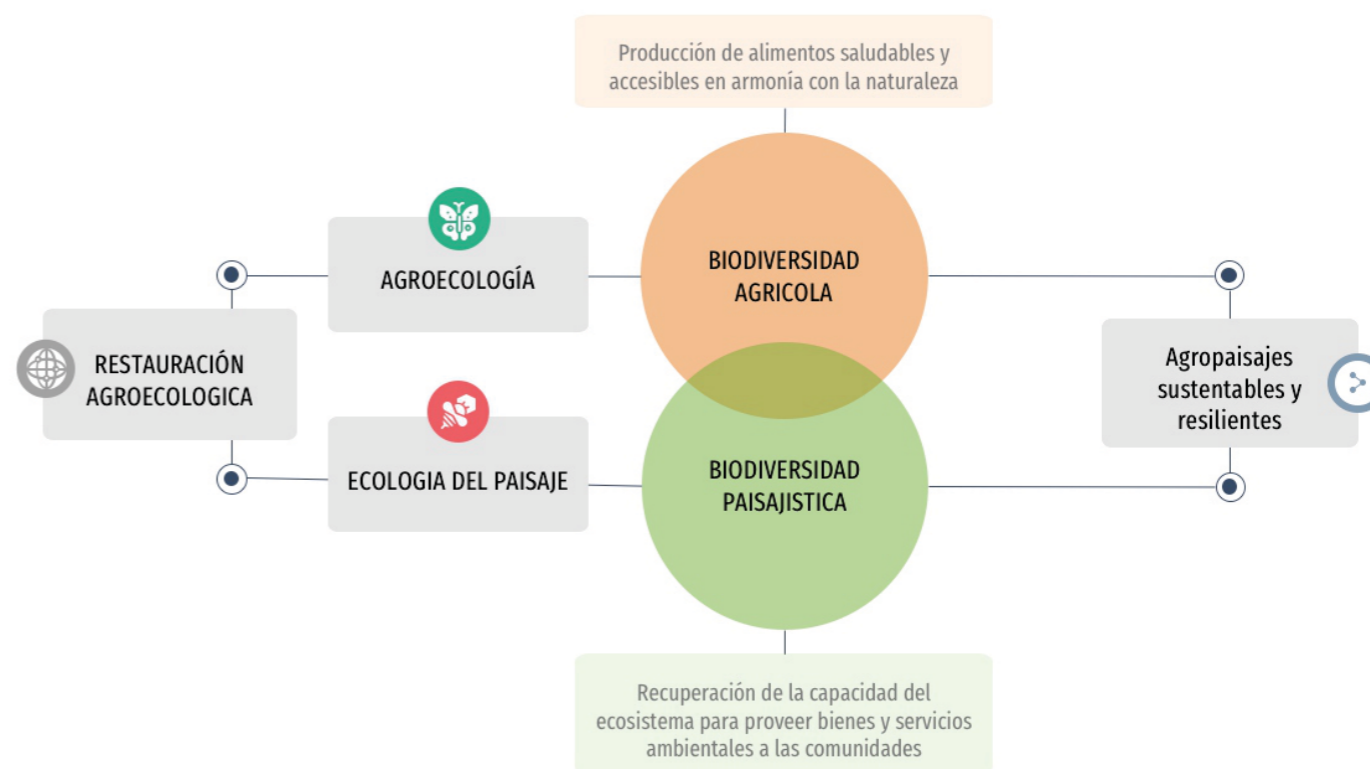 Producción de alimentos saludables y
accesibles en armonía con la naturaleza
AGROECOLOGÍA
BIODIVERSIDAD
AGRICOLA
RESTAURACIÓN
AGROECOLOGICA
Agropaisajes
sustentables y
resilientes
ECOLOGIA DEL PAISAJE
BIODIVERSIDAD
PAISAJISTICA
Recuperación de la capacidad del
ecosistema para proveer bienes y servicios
ambientales a las comunidades